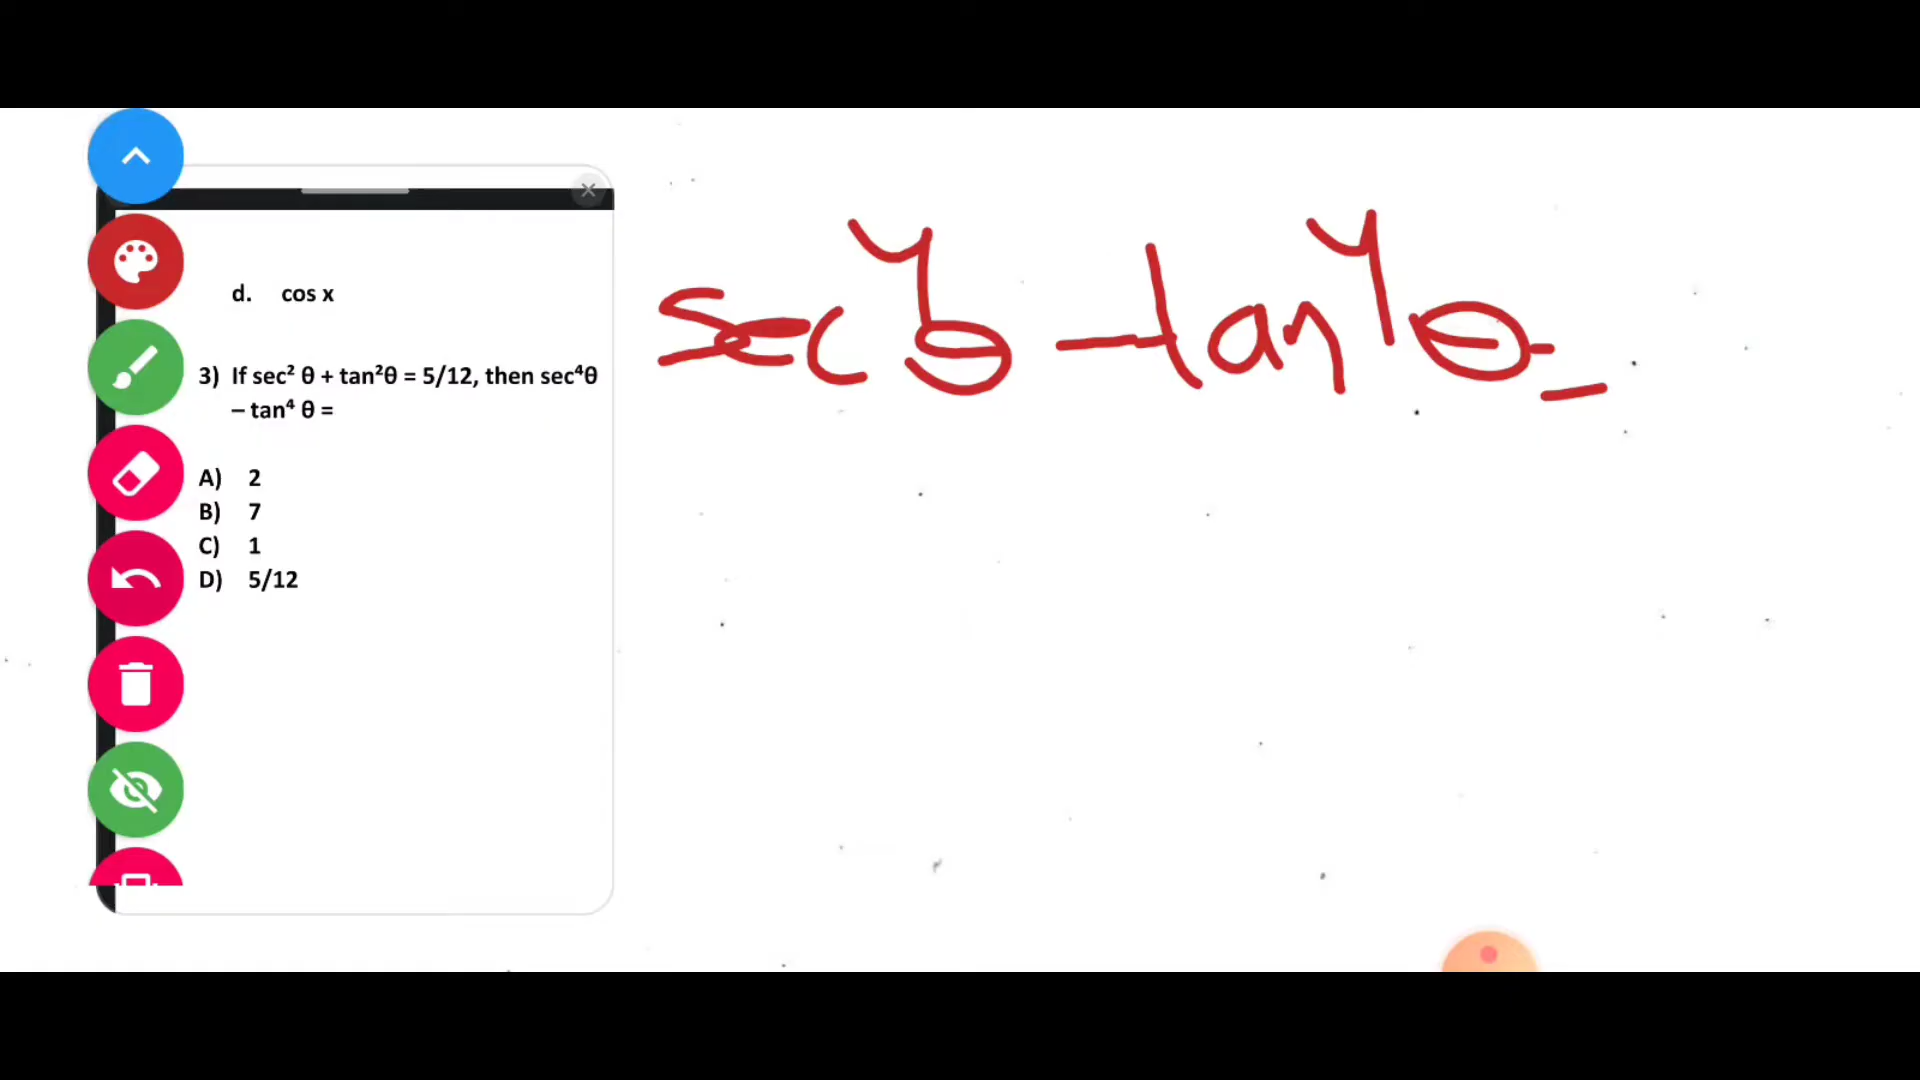 d. cos x
3) If sec² θ + tan²θ = 5/12, then sec⁴θ
– tan⁴ θ =
A) 2
B) 7
C) 1
D) 5/12
sec⁴θ – tan⁴θ =